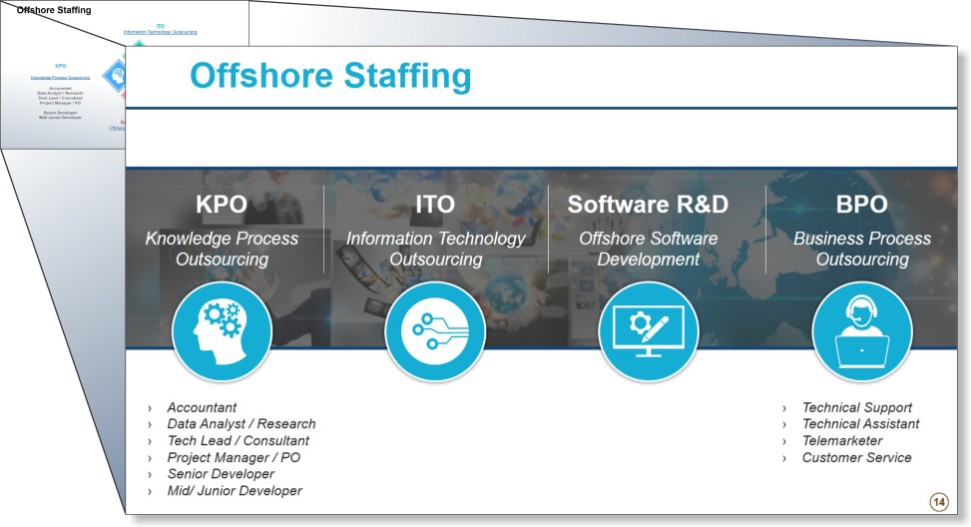 Offshore Staffing
ITO
Information Technology Outsourcing
KPO
Knowledge Process Outsourcing
Accountant
Data Analyst / Research
Tech Lead / Consultant
Project Manager / PO
Senior Developer
Mid/ Junior Developer
Offshore Staffing
KPO
Knowledge Process
Outsourcing
ITO
Information Technology
Outsourcing
Software R&D
Offshore Software
Development
BPO
Business Process
Outsourcing
› Accountant
› Data Analyst / Research
› Tech Lead / Consultant
› Project Manager / PO
› Senior Developer
› Mid/ Junior Developer
› Technical Support
› Technical Assistant
› Telemarketer
› Customer Service
14